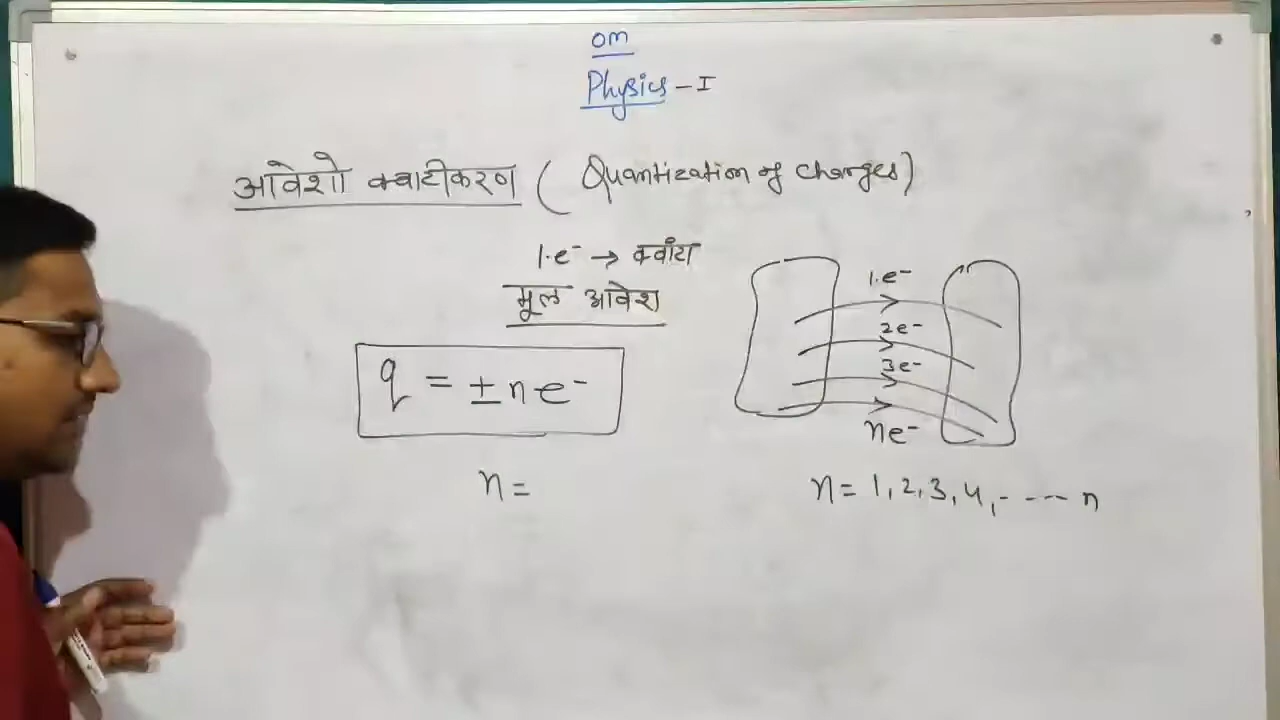 om
Physics - I
आवेशो क्वाटीकरण ( Quantization of Charges)
1.e⁻ → क्वांटा
मूल आवेश
q = ±ne⁻
n =
1.e⁻
2e⁻
3e⁻
ne⁻
n = 1, 2, 3, 4, ----- n